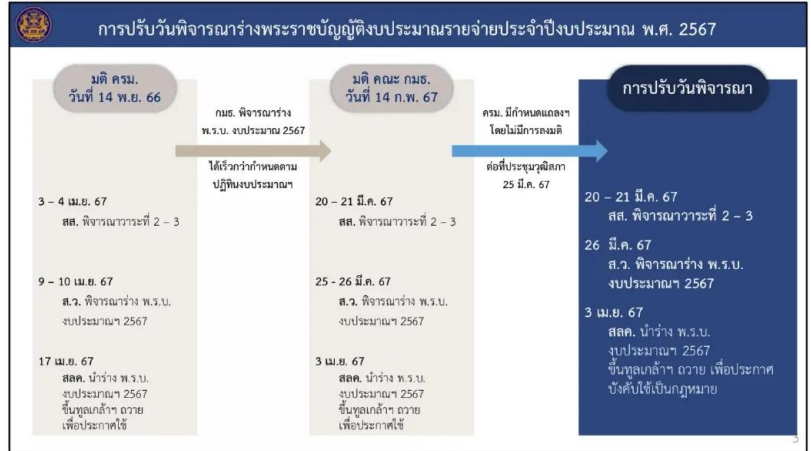 การปรับวันพิจารณาร่างพระราชบัญญัติงบประมาณรายจ่ายประจำปีงบประมาณ พ.ศ. 2567
มติ ครม.
วันที่ 14 พ.ย. 66
3 – 4 เม.ย. 67
สส. พิจารณาวาระที่ 2 – 3
9 – 10 เม.ย. 67
ส.ว. พิจารณาร่าง พ.ร.บ.
งบประมาณฯ 2567
17 เม.ย. 67
สลค. นำร่าง พ.ร.บ.
งบประมาณฯ 2567
ขึ้นทูลเกล้าฯ ถวาย
เพื่อประกาศใช้
กมธ. พิจารณาร่าง
พ.ร.บ. งบประมาณ 2567
ได้เร็วกว่ากำหนดตาม
ปฏิทินงบประมาณฯ
มติ คณะ กมธ.
วันที่ 14 ก.พ. 67
20 – 21 มี.ค. 67
สส. พิจารณาวาระที่ 2 – 3
25 - 26 มี.ค. 67
ส.ว. พิจารณาร่าง พ.ร.บ.
งบประมาณฯ 2567
3 เม.ย. 67
สลค. นำร่าง พ.ร.บ.
งบประมาณฯ 2567
ขึ้นทูลเกล้าฯ ถวาย
เพื่อประกาศใช้
ครม. มีกำหนดแถลงฯ
โดยไม่มีการลงมติ
ต่อที่ประชุมวุฒิสภา
25 มี.ค. 67
การปรับวันพิจารณา
20 – 21 มี.ค. 67
สส. พิจารณาวาระที่ 2 – 3
26 มี.ค. 67
ส.ว. พิจารณาร่าง พ.ร.บ.
งบประมาณฯ 2567
3 เม.ย. 67
สลค. นำร่าง พ.ร.บ.
งบประมาณฯ 2567
ขึ้นทูลเกล้าฯ ถวาย เพื่อประกาศ
บังคับใช้เป็นกฎหมาย
3